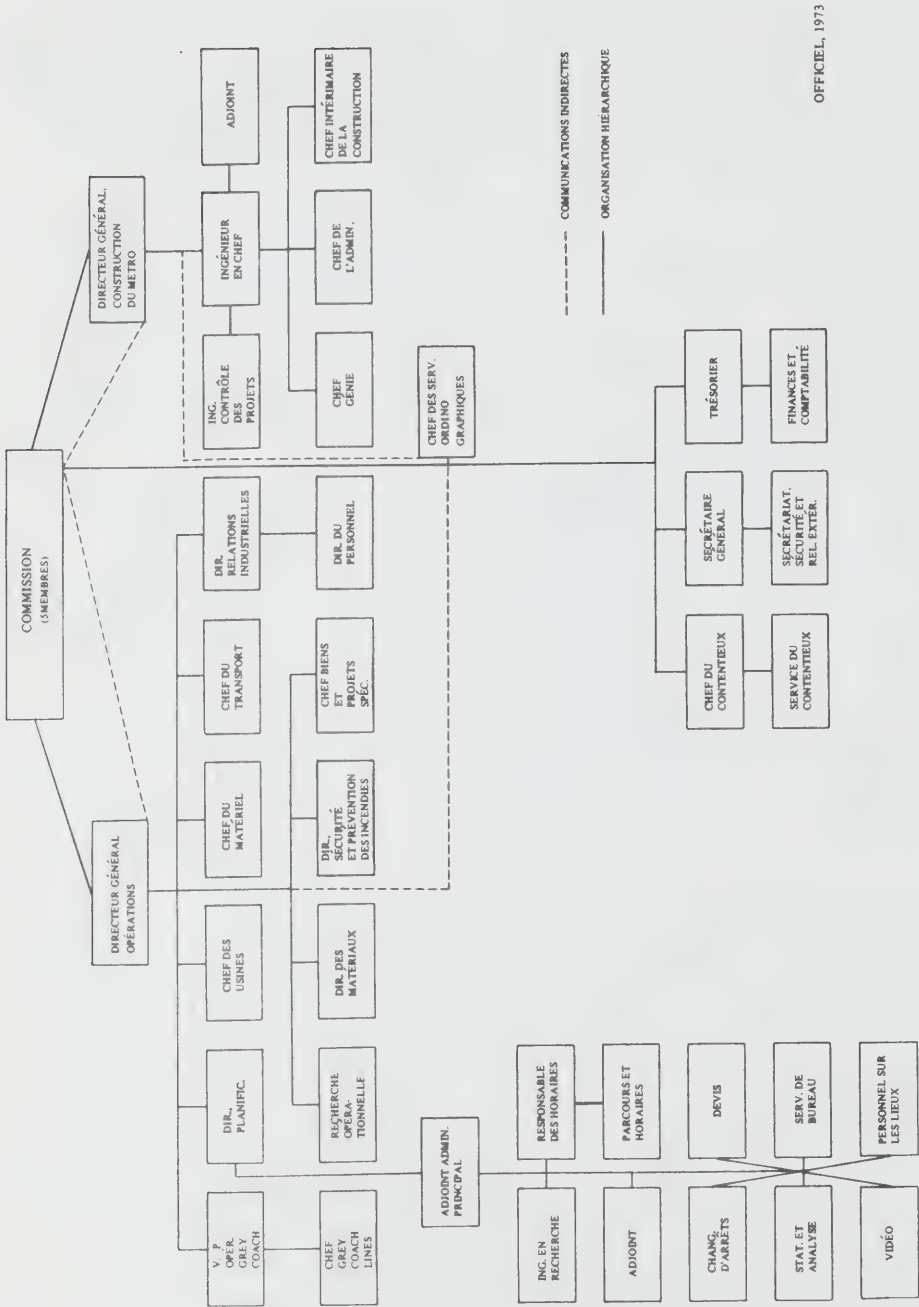 COMMISSION
(5 MEMBRES)
DIRECTEUR GÉNÉRAL
OPÉRATIONS
DIRECTEUR GÉNÉRAL,
CONSTRUCTION
DU METRO
V. P
OPÉR.
GREY
COACH
DIR.,
PLANIFIC.
CHEF DES
USINES
CHEF DU
MATÉRIEL
CHEF DU
TRANSPORT
DIR.
RELATIONS
INDUSTRIELLES
ING.
CONTRÔLE
DES
PROJETS
INGÉNIEUR
EN CHEF
ADJOINT
CHEF
GREY
COACH
LINES
RECHERCHE
OPÉRA-
TIONNELLE
DIR. DES
MATERIAUX
DIR.,
SÉCURITÉ
ET PRÉVENTION
DES INCENDIES
CHEF BIENS
ET
PROJETS
SPÉC.
DIR. DU
PERSONNEL
CHEF
GÉNIE
CHEF DE
L'ADMIN.
CHEF INTÉRIMAIRE
DE LA
CONSTRUCTION
ADJOINT ADMIN.
PRINCIPAL
CHEF DES SERV.
ORDINO
GRAPHIQUES
ING. EN
RECHERCHE
RESPONSABLE
DES HORAIRES
ADJOINT
PARCOURS ET
HORAIRES
CHANG.
D'ARRÊTS
DEVIS
STAT. ET
ANALYSE
SERV. DE
BUREAU
VIDÉO
PERSONNEL SUR
LES LIEUX
CHEF DU
CONTENTIEUX
SECRÉTAIRE
GÉNÉRAL
TRÉSORIER
SERVICE DU
CONTENTIEUX
SECRÉTARIAT.
SÉCURITÉ ET
REL. EXTÉR.
FINANCES ET
COMPTABILITÉ
COMMUNICATIONS INDIRECTES
ORGANISATION HIÉRARCHIQUE
OFFICIEL, 1973